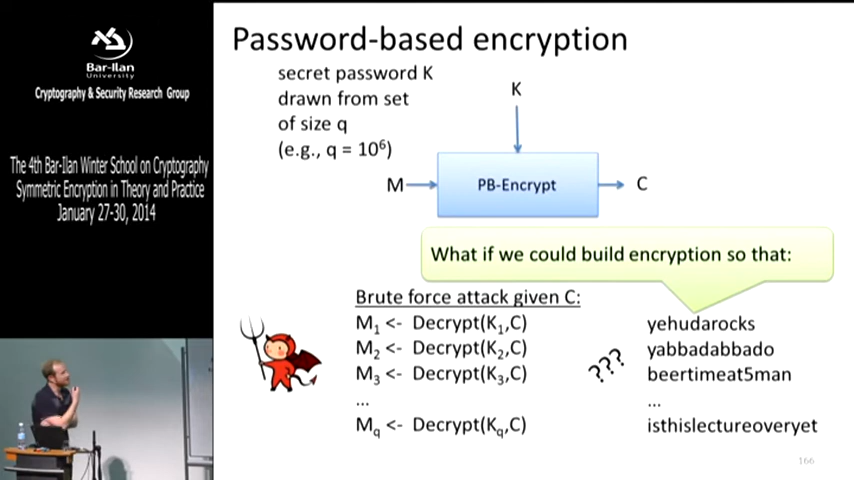 Bar-Ilan
University
Cryptography & Security Research Group
The 4th Bar-Ilan Winter School on Cryptography
Symmetric Encryption in Theory and Practice
January 27-30, 2014
Password-based encryption
secret password K
drawn from set
of size q
(e.g., q = 10⁶)
K
M
PB-Encrypt
C
What if we could build encryption so that:
Brute force attack given C:
M₁ <- Decrypt(K₁,C)
M₂ <- Decrypt(K₂,C)
M₃ <- Decrypt(K₃,C)
...
M_q <- Decrypt(K_q,C)
???
yehudarocks
yabbadabbado
beertimeat5man
...
isthislectureoveryet
166